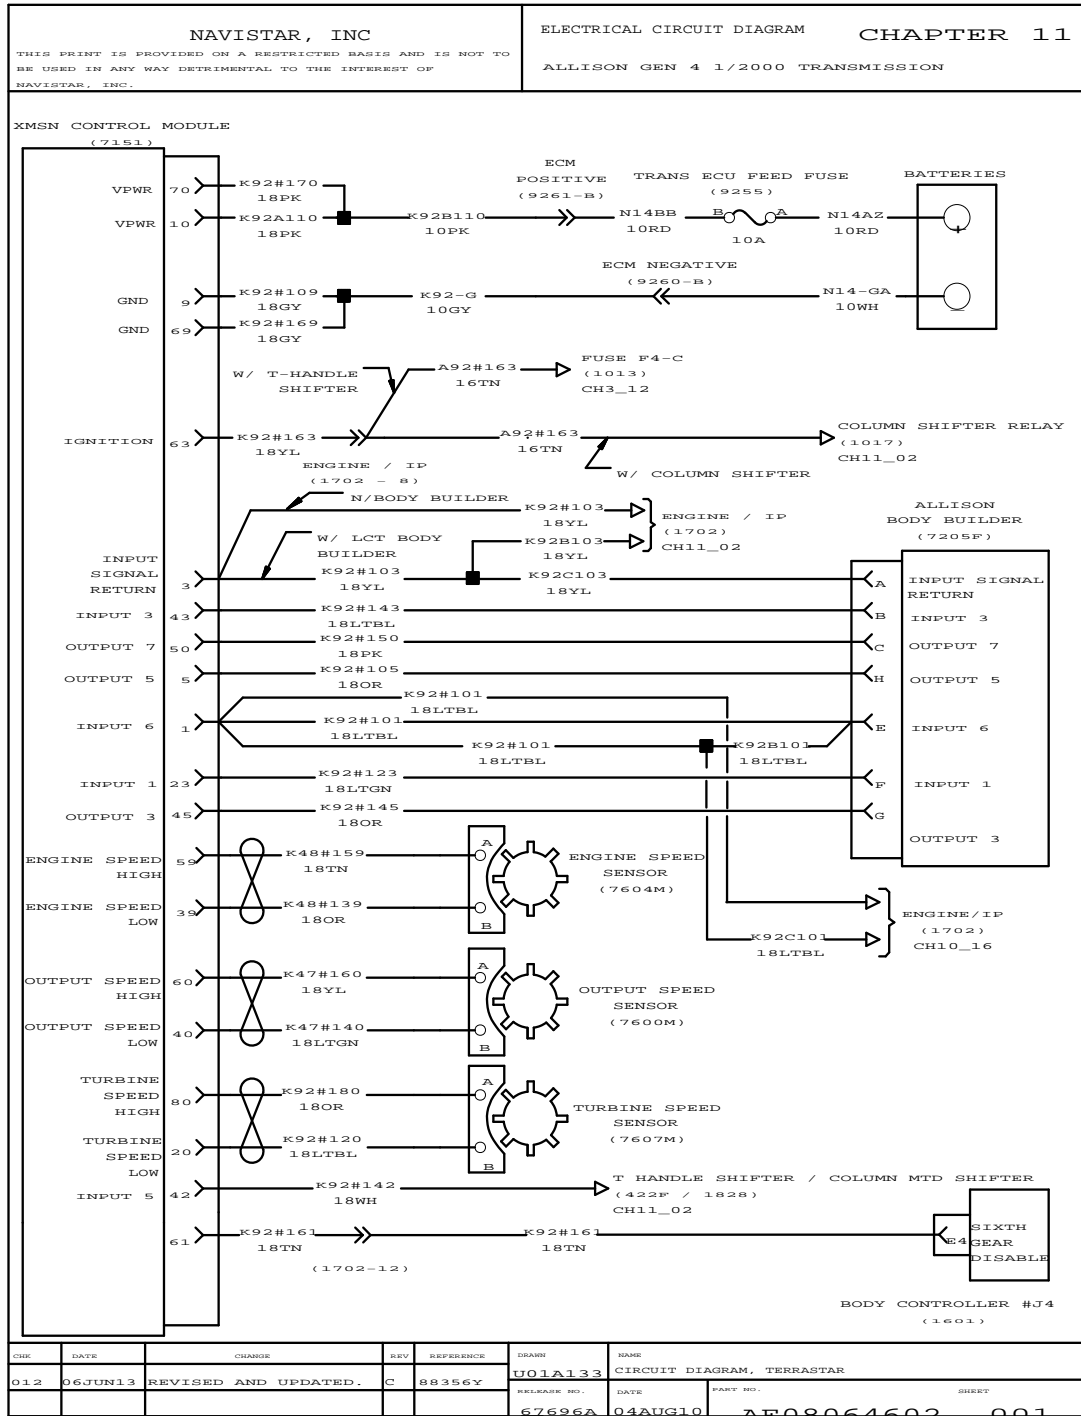 NAVISTAR, INC
THIS PRINT IS PROVIDED ON A RESTRICTED BASIS AND IS NOT TO
BE USED IN ANY WAY DETRIMENTAL TO THE INTEREST OF
NAVISTAR, INC.
ELECTRICAL CIRCUIT DIAGRAM CHAPTER 11
ALLISON GEN 4 1/2000 TRANSMISSION
XMSN CONTROL MODULE
(7151)
ECM
POSITIVE
(9261-B)
TRANS ECU FEED FUSE
(9255)
BATTERIES
VPWR 70 K92#170
18PK
VPWR 10 K92A110 K92B110 N14BB B A N14AZ +
18PK 10PK 10RD 10A 10RD
ECM NEGATIVE
(9260-B)
GND 9 K92#109 K92-G N14-GA
18GY 10GY 10WH
GND 69 K92#169
18GY
W/ T-HANDLE
SHIFTER
A92#163
16TN
FUSE F4-C
(1013)
CH3_12
IGNITION 63 K92#163 A92#163
18YL 16TN
COLUMN SHIFTER RELAY
(1017)
CH11_02
W/ COLUMN SHIFTER
ENGINE / IP
(1702 - 8)
N/BODY BUILDER
K92#103
18YL
ENGINE / IP
(1702)
CH11_02
W/ LCT BODY
BUILDER
K92B103
18YL
ALLISON
BODY BUILDER
(7205F)
INPUT
SIGNAL
RETURN
3 K92#103 K92C103 A
18YL 18YL
INPUT SIGNAL
RETURN
INPUT 3 43 K92#143 B INPUT 3
18LTBL
OUTPUT 7 50 K92#150 C OUTPUT 7
18PK
OUTPUT 5 5 K92#105 H OUTPUT 5
18OR
K92#101
18LTBL
INPUT 6 1 K92#101 E INPUT 6
18LTBL
K92#101 K92B101
18LTBL 18LTBL
INPUT 1 23 K92#123 F INPUT 1
18LTGN
OUTPUT 3 45 K92#145 G
18OR
OUTPUT 3
ENGINE SPEED
HIGH
59 K48#159 A
18TN
ENGINE SPEED
SENSOR
(7604M)
ENGINE SPEED
LOW
39 K48#139 B
18OR
ENGINE/IP
(1702)
CH10_16
K92C101
18LTBL
OUTPUT SPEED
HIGH
60 K47#160 A
18YL
OUTPUT SPEED
SENSOR
(7600M)
OUTPUT SPEED
LOW
40 K47#140 B
18LTGN
TURBINE
SPEED
HIGH
80 K92#180 A
18OR
TURBINE SPEED
SENSOR
(7607M)
TURBINE
SPEED
LOW
20 K92#120 B
18LTBL
INPUT 5 42 K92#142
18WH
T HANDLE SHIFTER / COLUMN MTD SHIFTER
(422F / 1828)
CH11_02
61 K92#161 K92#161 E4
18TN 18TN
(1702-12)
SIXTH
GEAR
DISABLE
BODY CONTROLLER #J4
(1601)
CHK DATE CHANGE REV REFERENCE
012 06JUN13 REVISED AND UPDATED. C 88356Y
DRAWN
U01A133
NAME
CIRCUIT DIAGRAM, TERRASTAR
RELEASE NO.
67696A
DATE
04AUG10
PART NO.
AF08064602
SHEET
001